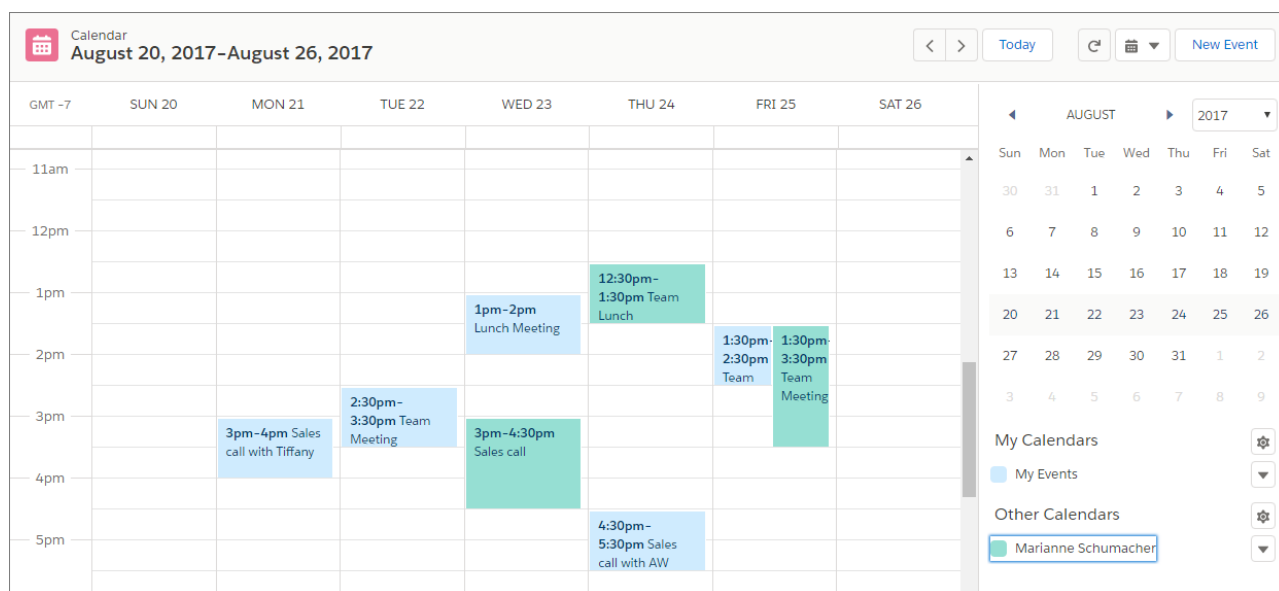 Calendar
August 20, 2017–August 26, 2017
Today
New Event
GMT -7
SUN 20
MON 21
TUE 22
WED 23
THU 24
FRI 25
SAT 26
11am
12pm
1pm
2pm
3pm
4pm
5pm
3pm–4pm Sales
call with Tiffany
2:30pm–
3:30pm Team
Meeting
1pm–2pm
Lunch Meeting
3pm–4:30pm
Sales call
12:30pm–
1:30pm Team
Lunch
4:30pm–
5:30pm Sales
call with AW
1:30pm-
2:30pm
Team
1:30pm-
3:30pm
Team
Meeting
AUGUST
2017
Sun Mon Tue Wed Thu Fri Sat
30 31 1 2 3 4 5
6 7 8 9 10 11 12
13 14 15 16 17 18 19
20 21 22 23 24 25 26
27 28 29 30 31 1 2
3 4 5 6 7 8 9
My Calendars
My Events
Other Calendars
Marianne Schumacher